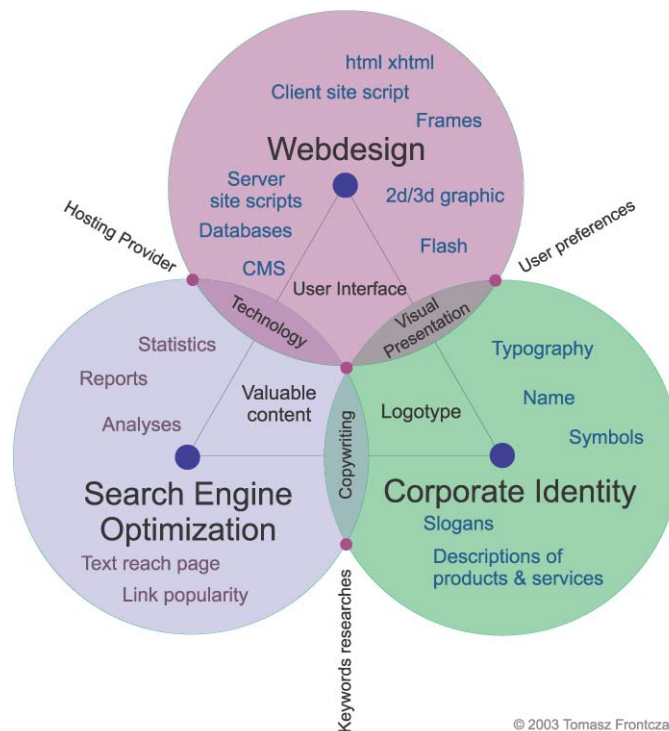 html xhtml
Client site script
Frames
Webdesign
Server
site scripts
2d/3d graphic
Databases
Flash
CMS
Hosting Provider
User preferences
User Interface
Technology
Visual
Presentation
Statistics
Typography
Reports
Valuable
content
Name
Analyses
Logotype
Symbols
Copywriting
Search Engine
Optimization
Corporate Identity
Slogans
Text reach page
Descriptions of
products & services
Link popularity
Keywords researches
© 2003 Tomasz Frontcza